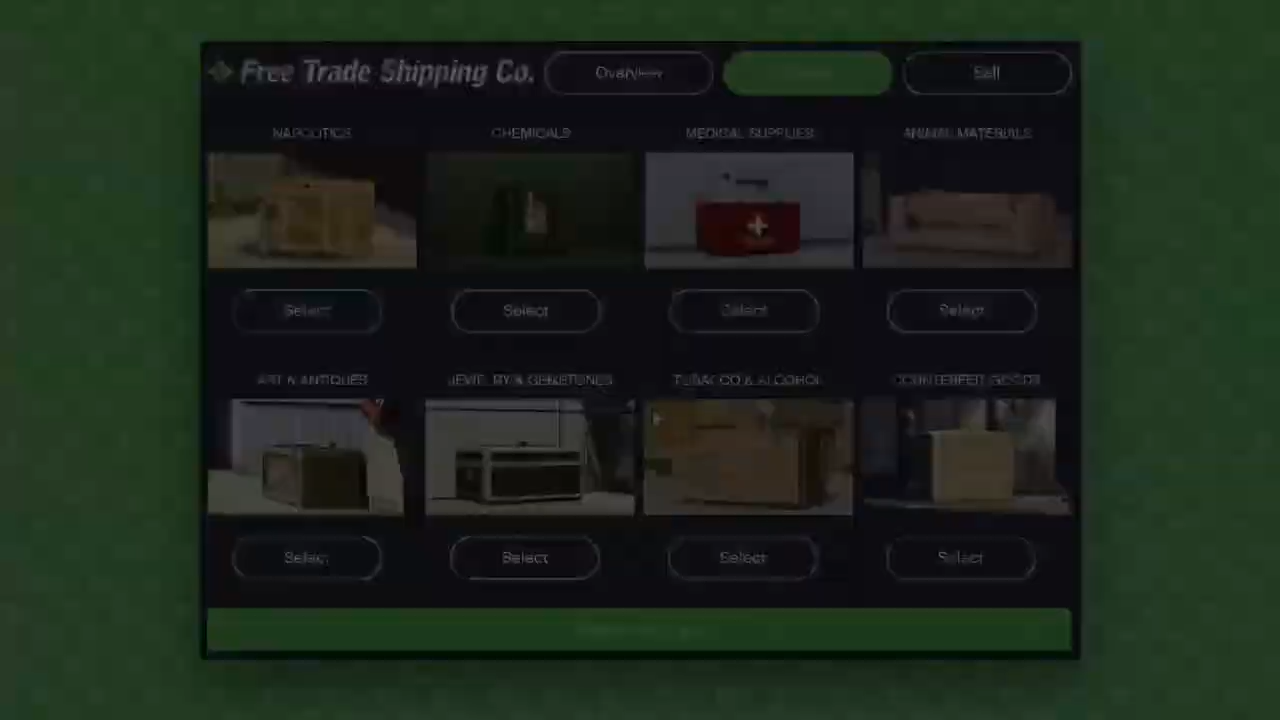 Free Trade Shipping Co.
Overview
Sell
NARCOTICS
CHEMICALS
MEDICAL SUPPLIES
ANIMAL MATERIALS
Select
Select
Select
Select
ART & ANTIQUES
JEWELRY & GEMSTONES
TOBACCO & ALCOHOL
COUNTERFEIT GOODS
Select
Select
Select
Select